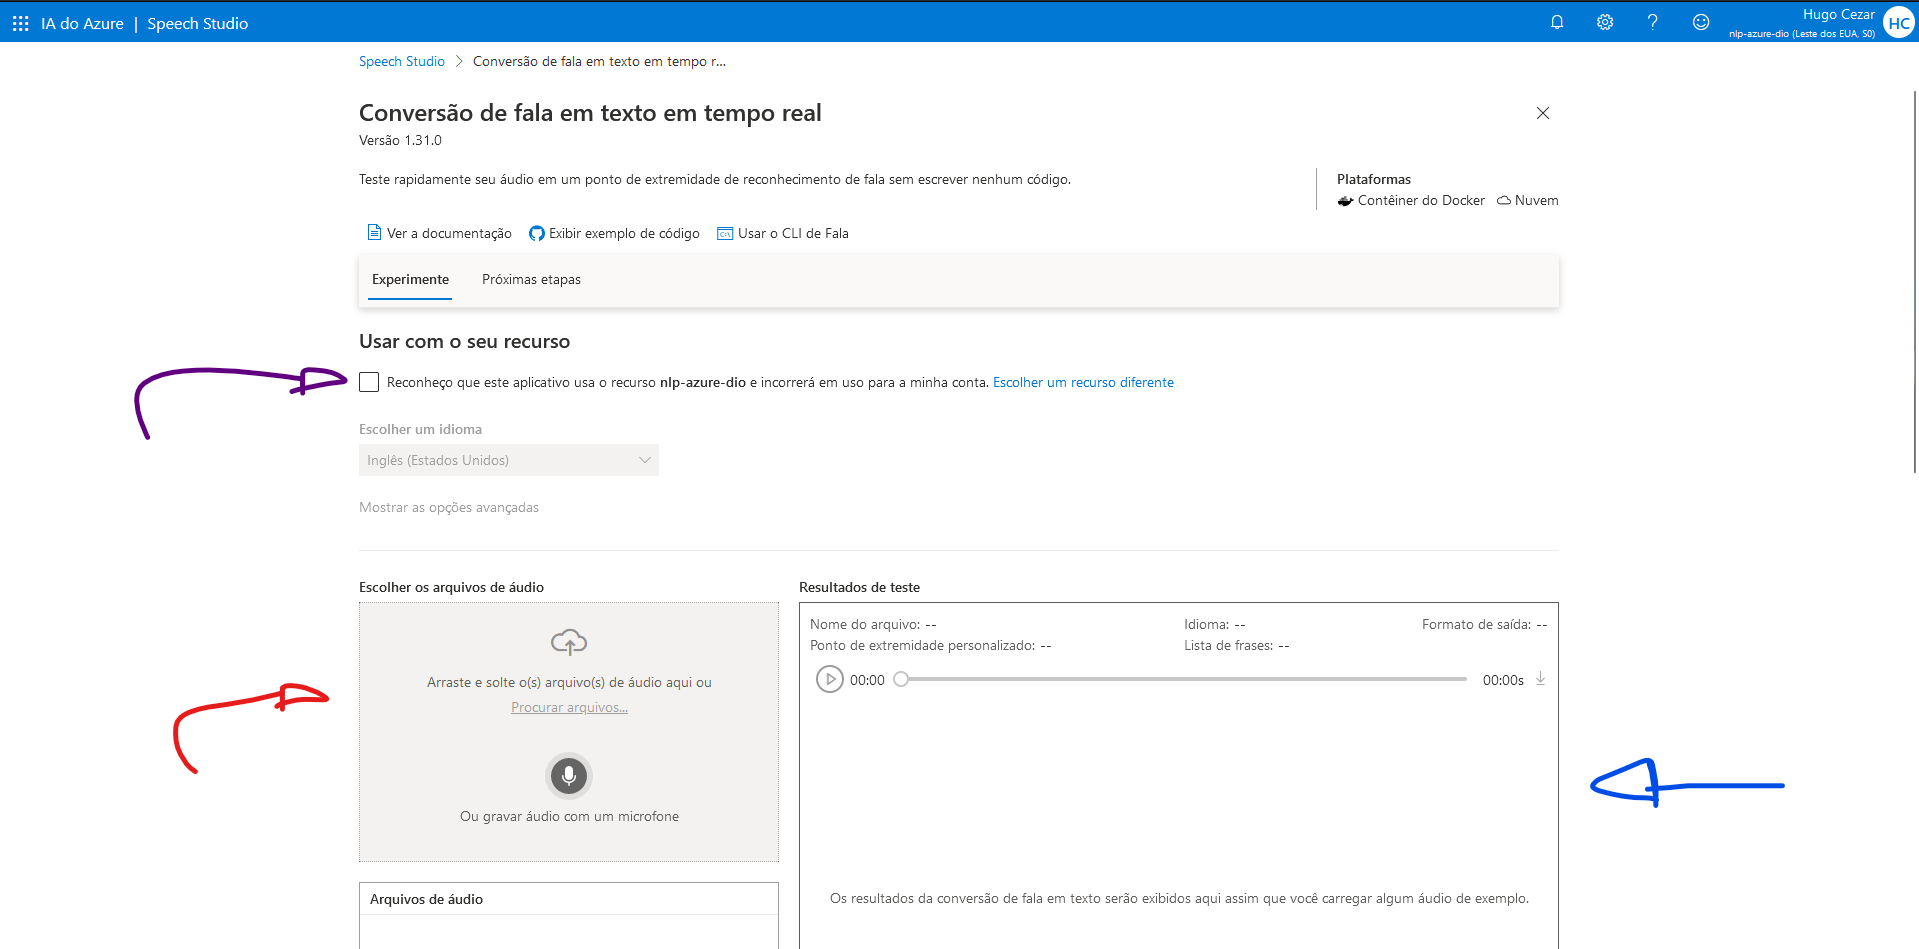 IA do Azure | Speech Studio
Hugo Cezar
nlp-azure-dio (Leste dos EUA, S0)
HC
Speech Studio > Conversão de fala em texto em tempo r...
Conversão de fala em texto em tempo real
Versão 1.31.0
Teste rapidamente seu áudio em um ponto de extremidade de reconhecimento de fala sem escrever nenhum código.
Plataformas
Contêiner do Docker Nuvem
Ver a documentação Exibir exemplo de código Usar o CLI de Fala
Experimente Próximas etapas
Usar com o seu recurso
Reconheço que este aplicativo usa o recurso nlp-azure-dio e incorrerá em uso para a minha conta. Escolher um recurso diferente
Escolher um idioma
Inglês (Estados Unidos)
Mostrar as opções avançadas
Escolher os arquivos de áudio
Arraste e solte o(s) arquivo(s) de áudio aqui ou
Procurar arquivos...
Ou gravar áudio com um microfone
Arquivos de áudio
Resultados de teste
Nome do arquivo: -- Idioma: -- Formato de saída: --
Ponto de extremidade personalizado: -- Lista de frases: --
00:00 00:00s
Os resultados da conversão de fala em texto serão exibidos aqui assim que você carregar algum áudio de exemplo.